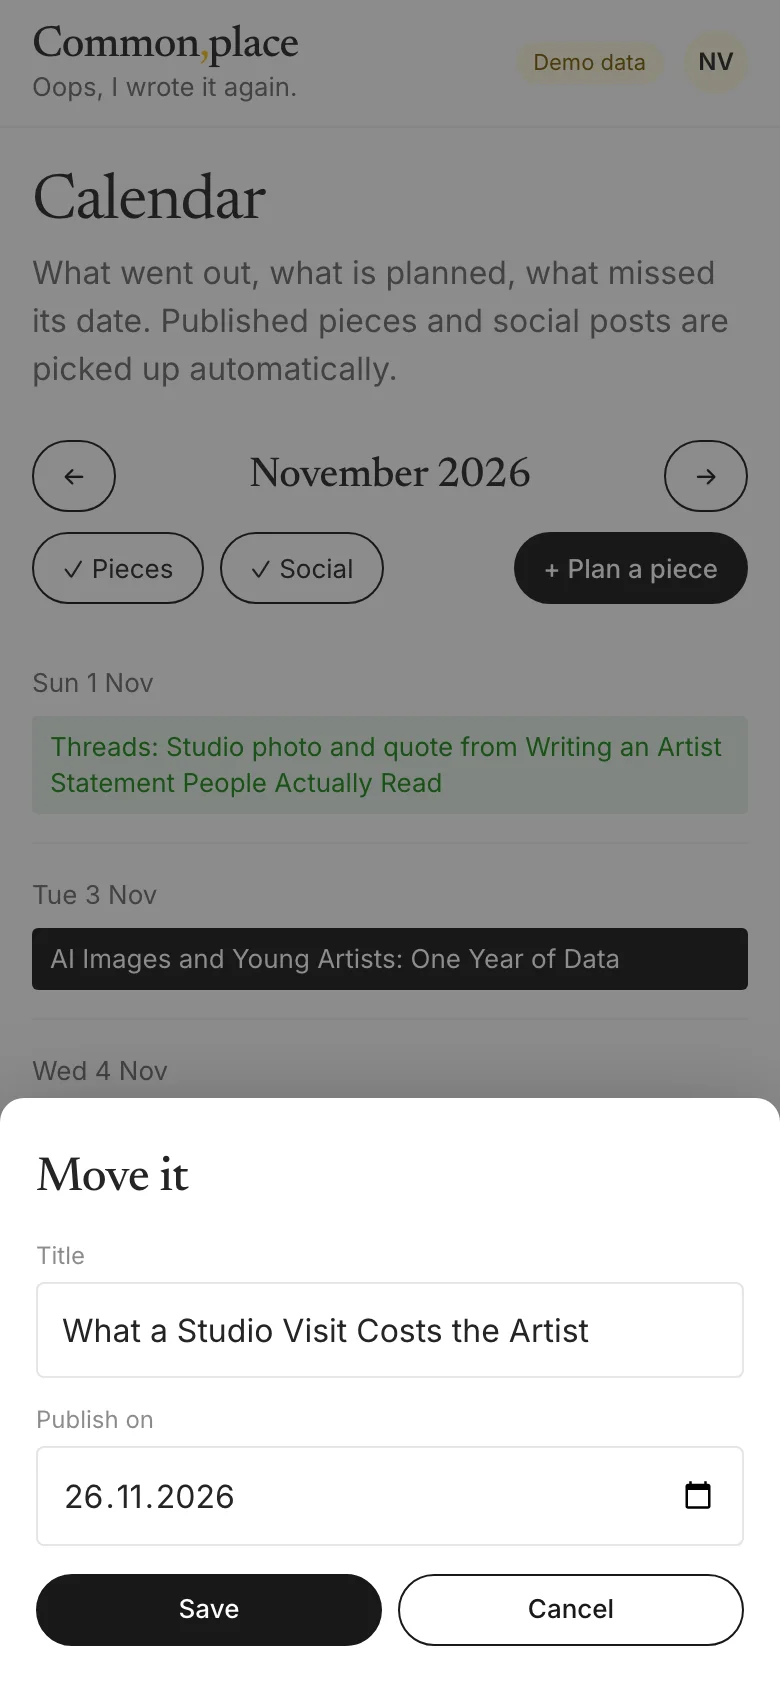 Common,place
Oops, I wrote it again.
Demo data
NV
Calendar
What went out, what is planned, what missed
its date. Published pieces and social posts are
picked up automatically.
←
November 2026
→
✓ Pieces
✓ Social
+ Plan a piece
Sun 1 Nov
Threads: Studio photo and quote from Writing an Artist
Statement People Actually Read
Tue 3 Nov
AI Images and Young Artists: One Year of Data
Wed 4 Nov
Move it
Title
What a Studio Visit Costs the Artist
Publish on
26.11.2026
Save
Cancel